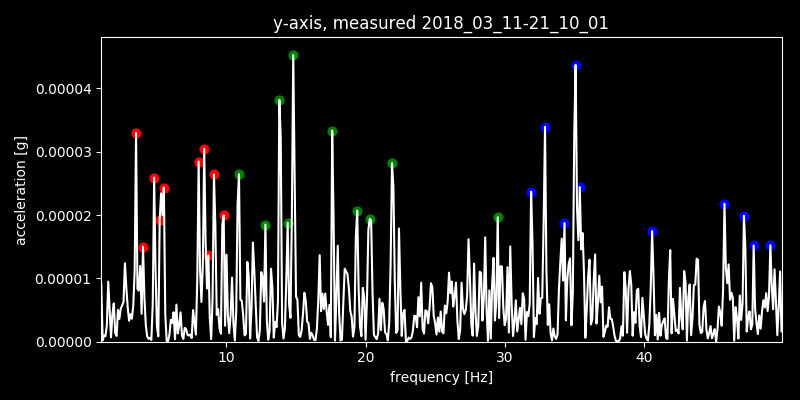 y-axis, measured 2018_03_11-21_10_01
acceleration [g]
0.00004
0.00003
0.00002
0.00001
0.00000
10 20 30 40
frequency [Hz]